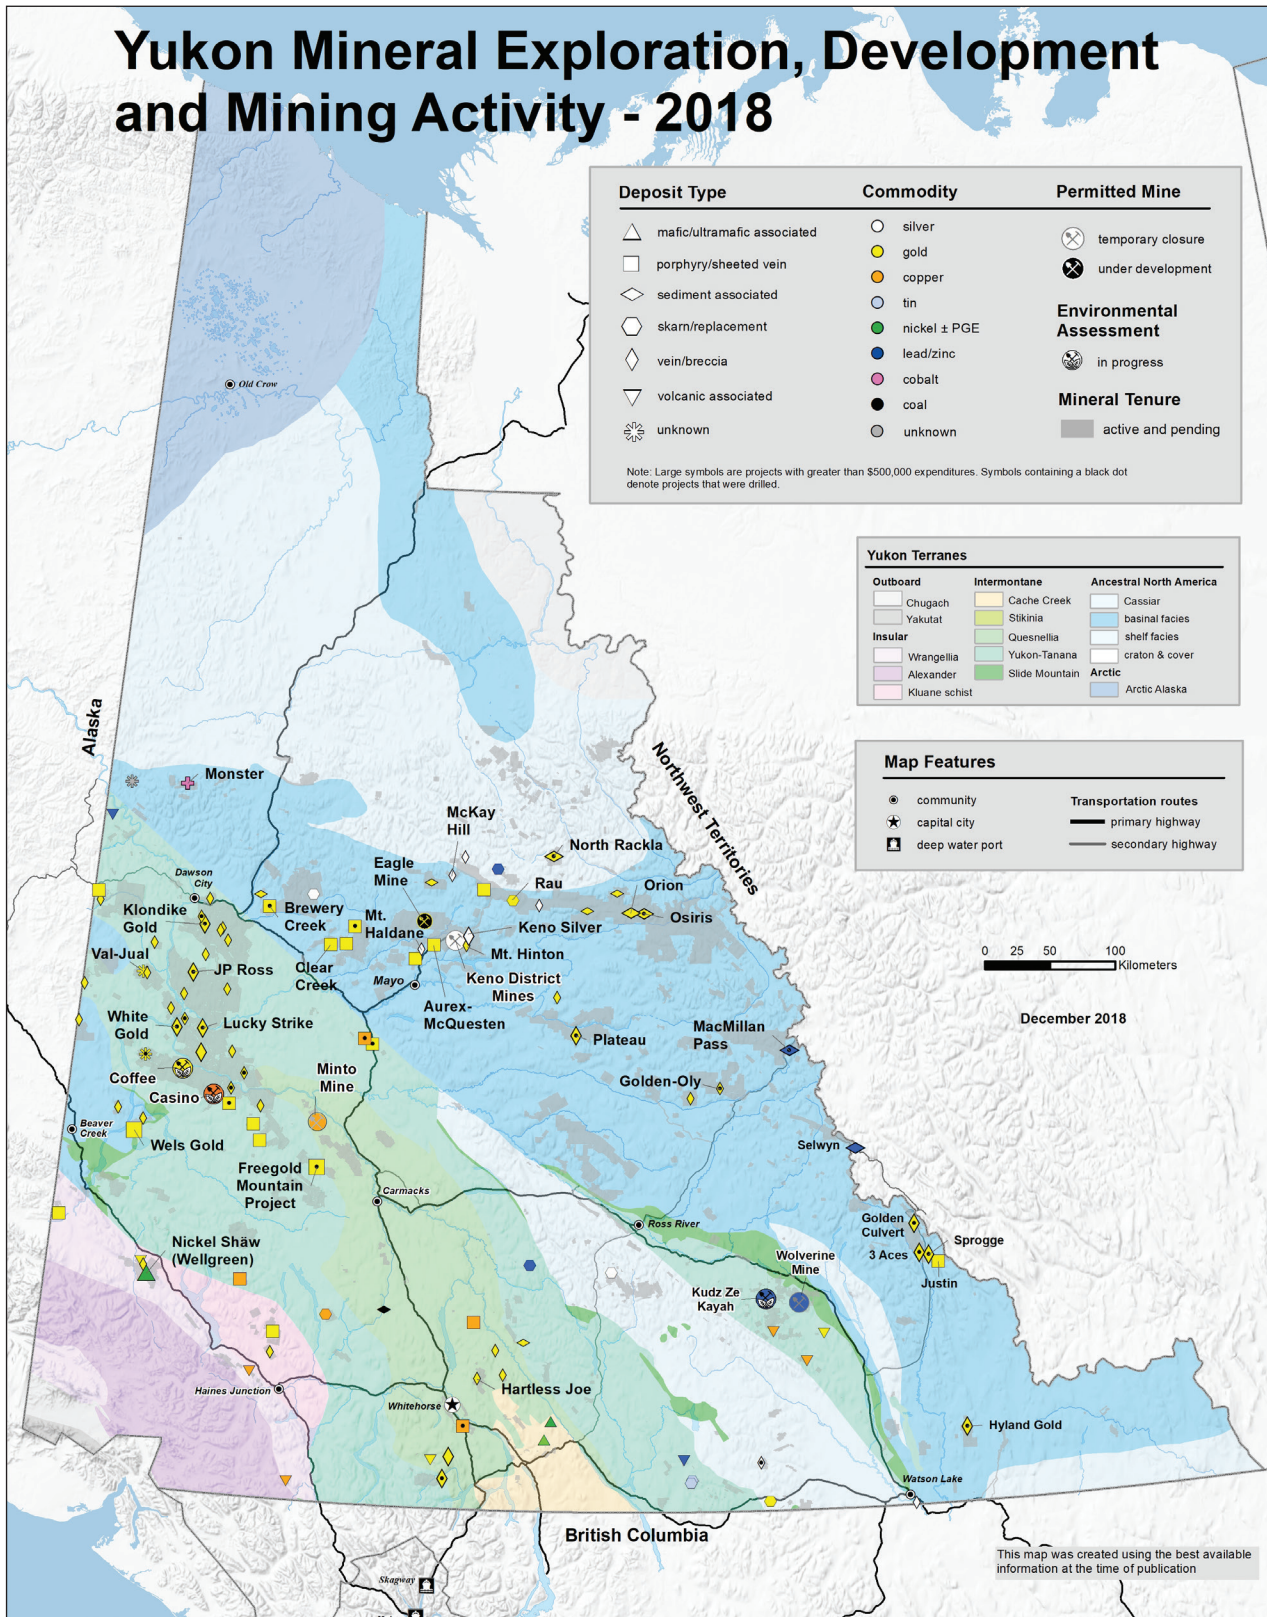 Yukon Mineral Exploration, Development
and Mining Activity - 2018
Deposit Type
mafic/ultramafic associated
porphyry/sheeted vein
sediment associated
skarn/replacement
vein/breccia
volcanic associated
unknown
Commodity
silver
gold
copper
tin
nickel ± PGE
lead/zinc
cobalt
coal
unknown
Permitted Mine
temporary closure
under development
Environmental
Assessment
in progress
Mineral Tenure
active and pending
Note: Large symbols are projects with greater than $500,000 expenditures. Symbols containing a black dot
denote projects that were drilled.
Yukon Terranes
Outboard
Chugach
Yakutat
Insular
Wrangellia
Alexander
Kluane schist
Intermontane
Cache Creek
Stikinia
Quesnellia
Yukon-Tanana
Slide Mountain
Ancestral North America
Cassiar
basinal facies
shelf facies
craton & cover
Arctic
Arctic Alaska
Map Features
community
capital city
deep water port
Transportation routes
primary highway
secondary highway
0 25 50 100
Kilometers
December 2018
Old Crow
Alaska
Northwest Territories
Monster
McKay
Hill
North Rackla
Eagle
Mine
Rau
Orion
Osiris
Dawson
City
Klondike
Gold
Brewery
Creek
Mt.
Haldane
Keno Silver
Val-Jual
JP Ross
Clear
Creek
Mt. Hinton
Mayo
Keno District
Mines
White
Gold
Lucky Strike
Aurex-
McQuesten
Plateau
MacMillan
Pass
Coffee
Minto
Mine
Golden-Oly
Casino
Beaver
Creek
Wels Gold
Selwyn
Freegold
Mountain
Project
Carmacks
Ross River
Golden
Culvert
Sprogge
3 Aces
Justin
Nickel Shäw
(Wellgreen)
Wolverine
Mine
Kudz Ze
Kayah
Haines Junction
Hartless Joe
Whitehorse
Hyland Gold
Watson Lake
British Columbia
Skagway
This map was created using the best available
information at the time of publication